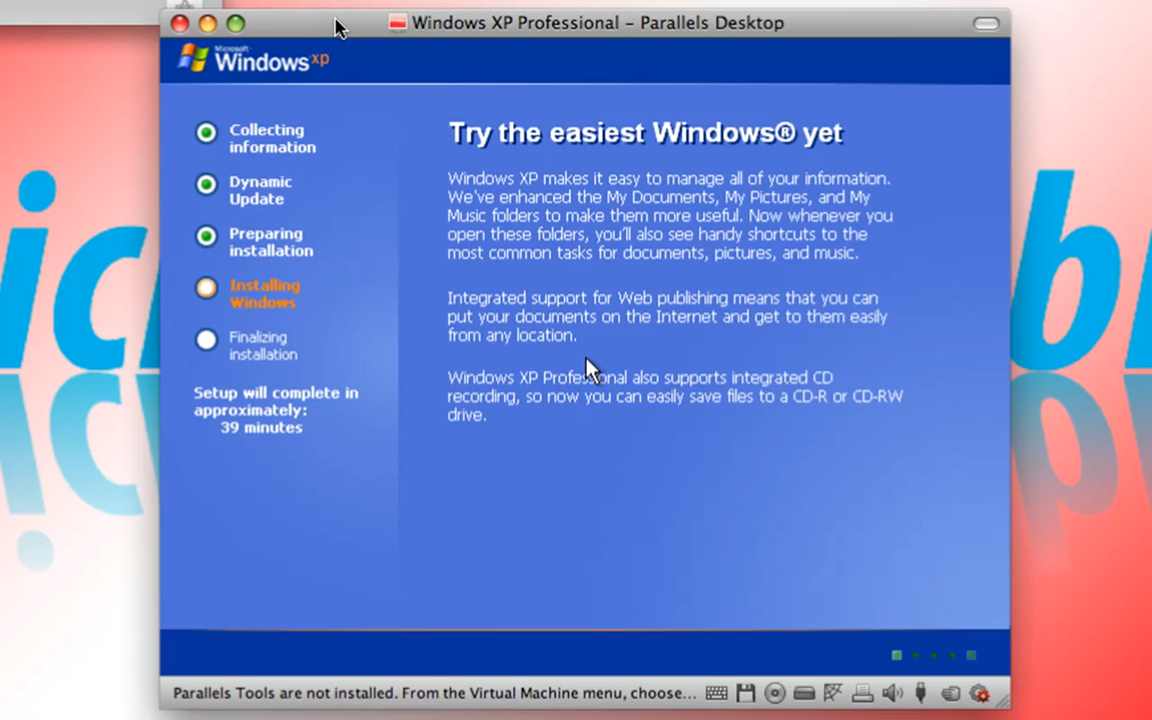 Windows XP Professional – Parallels Desktop
Microsoft
Windows xp
Collecting
information
Dynamic
Update
Preparing
installation
Installing
Windows
Finalizing
installation
Setup will complete in
approximately:
39 minutes
Try the easiest Windows® yet
Windows XP makes it easy to manage all of your information.
We've enhanced the My Documents, My Pictures, and My
Music folders to make them more useful. Now whenever you
open these folders, you'll also see handy shortcuts to the
most common tasks for documents, pictures, and music.
Integrated support for Web publishing means that you can
put your documents on the Internet and get to them easily
from any location.
Windows XP Professional also supports integrated CD
recording, so now you can easily save files to a CD-R or CD-RW
drive.
Parallels Tools are not installed. From the Virtual Machine menu, choose...